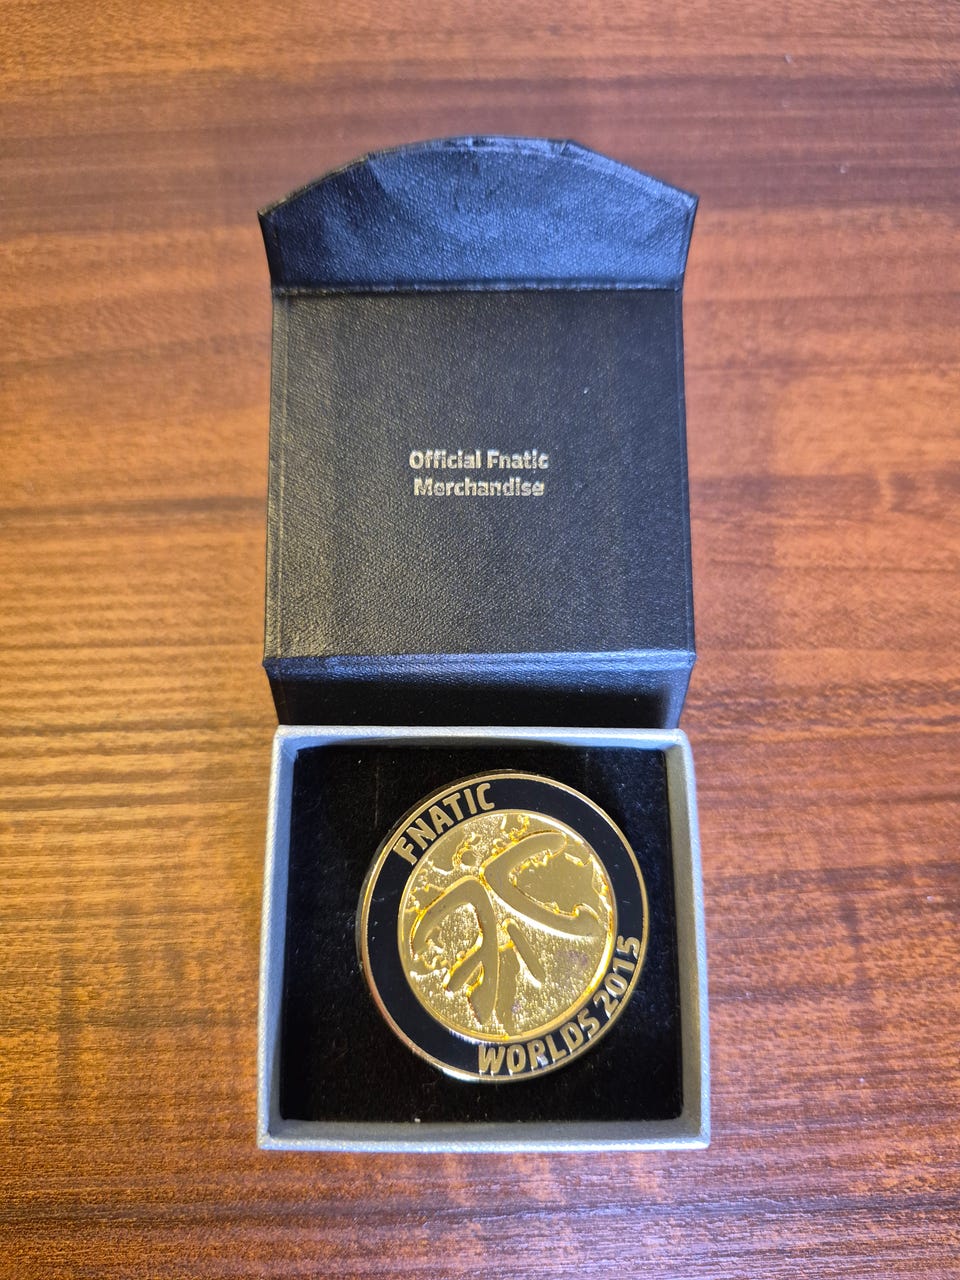 Official Fnatic
Merchandise
FNATIC
WORLDS 2015